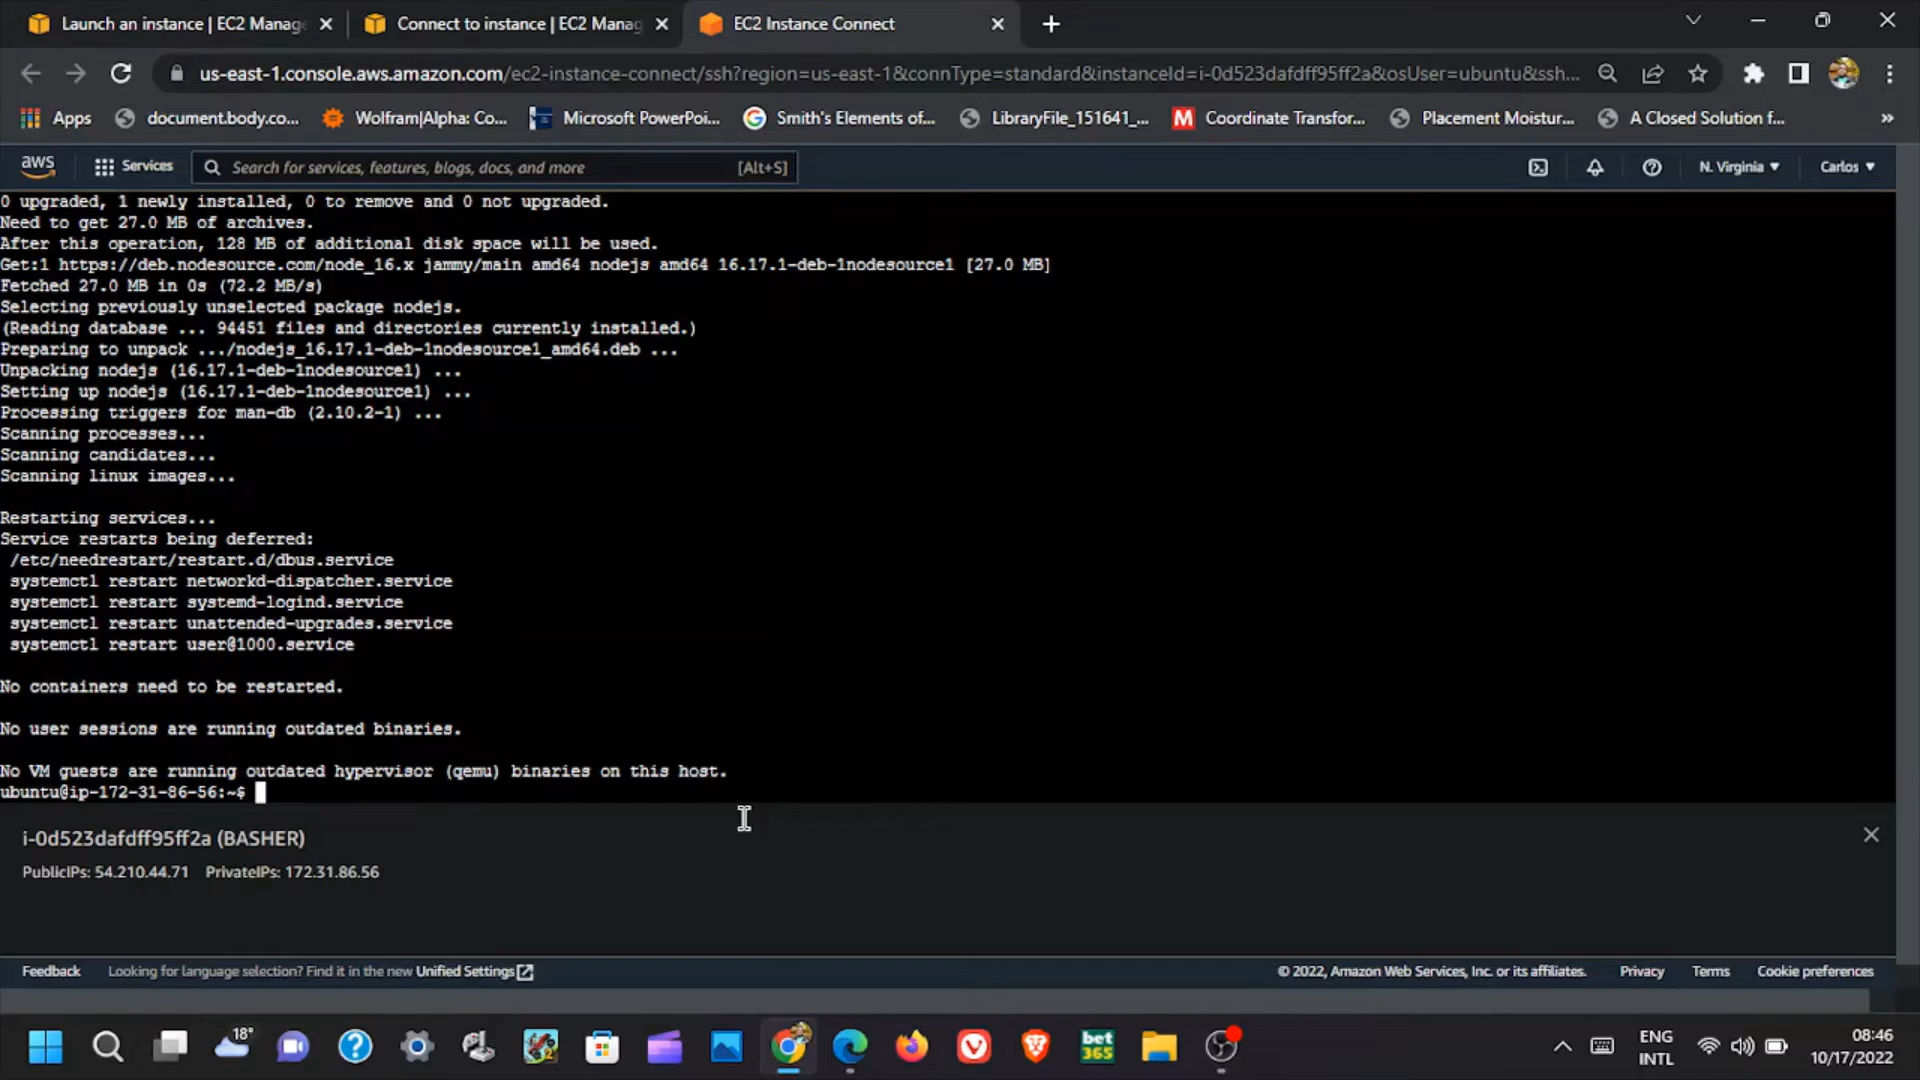 Launch an instance | EC2 Manage
Connect to instance | EC2 Manag
EC2 Instance Connect
us-east-1.console.aws.amazon.com/ec2-instance-connect/ssh?region=us-east-1&connType=standard&instanceId=i-0d523dafdff95ff2a&osUser=ubuntu&ssh...
Apps
document.body.co...
Wolfram|Alpha: Co...
Microsoft PowerPoi...
Smith's Elements of...
LibraryFile_151641_...
Coordinate Transfor...
Placement Moistur...
A Closed Solution f...
»
aws
Services
Search for services, features, blogs, docs, and more
[Alt+S]
N. Virginia
Carlos
0 upgraded, 1 newly installed, 0 to remove and 0 not upgraded.
Need to get 27.0 MB of archives.
After this operation, 128 MB of additional disk space will be used.
Get:1 https://deb.nodesource.com/node_16.x jammy/main amd64 nodejs amd64 16.17.1-deb-1nodesource1 [27.0 MB]
Fetched 27.0 MB in 0s (72.2 MB/s)
Selecting previously unselected package nodejs.
(Reading database ... 94451 files and directories currently installed.)
Preparing to unpack .../nodejs_16.17.1-deb-1nodesource1_amd64.deb ...
Unpacking nodejs (16.17.1-deb-1nodesource1) ...
Setting up nodejs (16.17.1-deb-1nodesource1) ...
Processing triggers for man-db (2.10.2-1) ...
Scanning processes...
Scanning candidates...
Scanning linux images...
Restarting services...
Service restarts being deferred:
/etc/needrestart/restart.d/dbus.service
systemctl restart networkd-dispatcher.service
systemctl restart systemd-logind.service
systemctl restart unattended-upgrades.service
systemctl restart user@1000.service
No containers need to be restarted.
No user sessions are running outdated binaries.
No VM guests are running outdated hypervisor (qemu) binaries on this host.
ubuntu@ip-172-31-86-56:~$
i-0d523dafdff95ff2a (BASHER)
PublicIPs: 54.210.44.71 PrivateIPs: 172.31.86.56
Feedback
Looking for language selection? Find it in the new Unified Settings
© 2022, Amazon Web Services, Inc. or its affiliates.
Privacy
Terms
Cookie preferences
18°
bet
365
ENG
INTL
08:46
10/17/2022